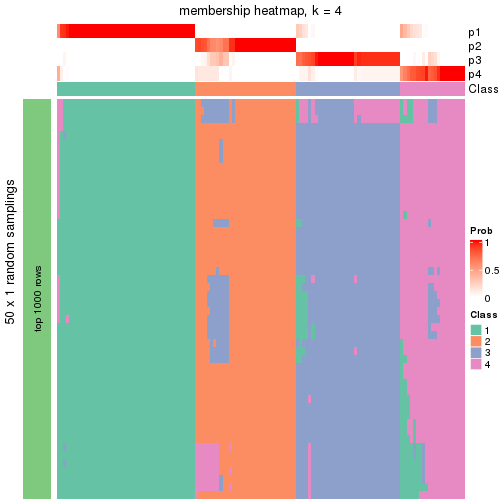 membership heatmap, k = 4
p1
p2
p3
p4
Class
50 x 1 random samplings
top 1000 rows
Prob
1
0.5
0
Class
1
2
3
4